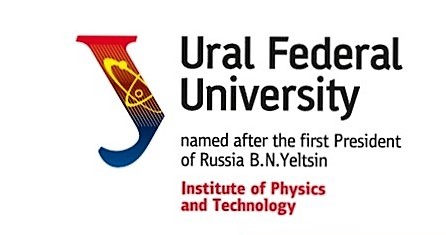 Ural Federal
University
named after the first President
of Russia B.N.Yeltsin
Institute of Physics
and Technology